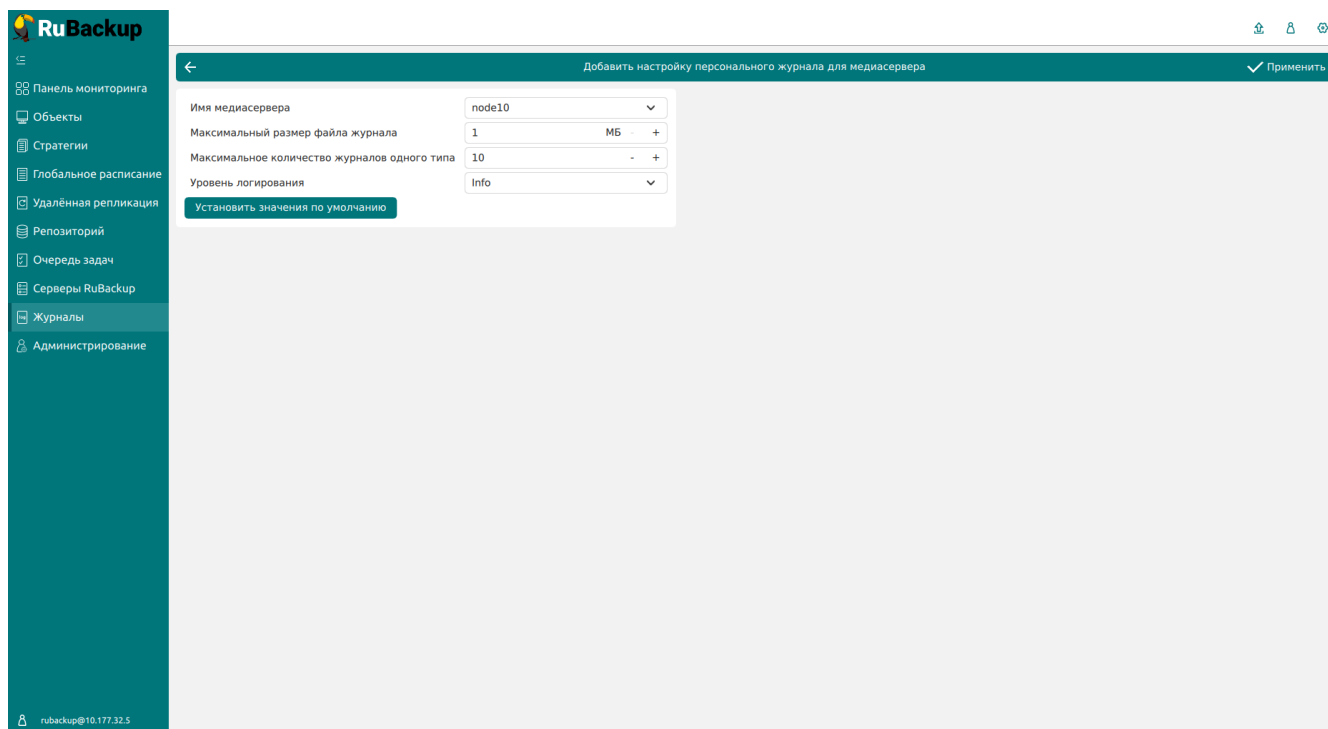 RuBackup
Добавить настройку персонального журнала для медиасервера
Применить
Панель мониторинга
Объекты
Стратегии
Глобальное расписание
Удалённая репликация
Репозиторий
Очередь задач
Серверы RuBackup
Журналы
Администрирование
Имя медиасервера node10
Максимальный размер файла журнала 1 МБ - +
Максимальное количество журналов одного типа 10 - +
Уровень логирования Info
Установить значения по умолчанию
rubackup@10.177.32.5